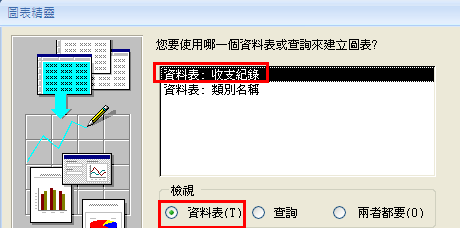 圖表精靈
您要使用哪一個資料表或查詢來建立圖表?
資料表: 收支紀錄
資料表: 類別名稱
檢視
資料表(T) 查詢 兩者都要(O)